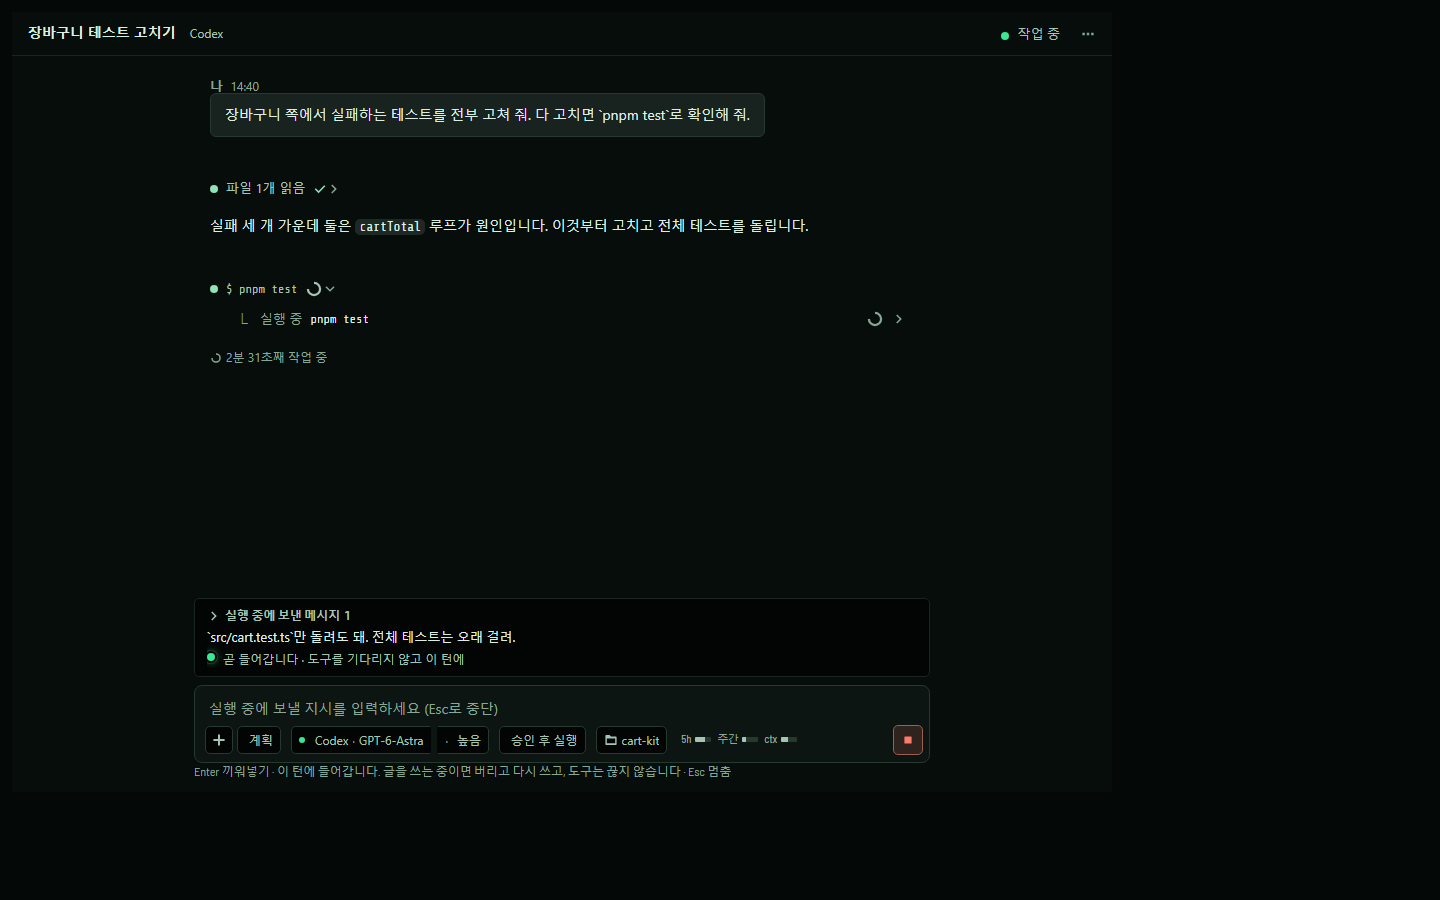 장바구니 테스트 고치기 Codex
작업 중 ···
나 14:40
장바구니 쪽에서 실패하는 테스트를 전부 고쳐 줘. 다 고치면 `pnpm test`로 확인해 줘.
파일 1개 읽음
실패 세 개 가운데 둘은 cartTotal 루프가 원인입니다. 이것부터 고치고 전체 테스트를 돌립니다.
$ pnpm test
실행 중 pnpm test
2분 31초째 작업 중
실행 중에 보낸 메시지 1
`src/cart.test.ts`만 돌려도 돼. 전체 테스트는 오래 걸려.
곧 들어갑니다 · 도구를 기다리지 않고 이 턴에
실행 중에 보낼 지시를 입력하세요 (Esc로 중단)
계획 Codex · GPT-6-Astra · 높음 승인 후 실행 cart-kit 5h 주간 ctx
Enter 끼워넣기 · 이 턴에 들어갑니다. 글을 쓰는 중이면 버리고 다시 쓰고, 도구는 끊지 않습니다 · Esc 멈춤